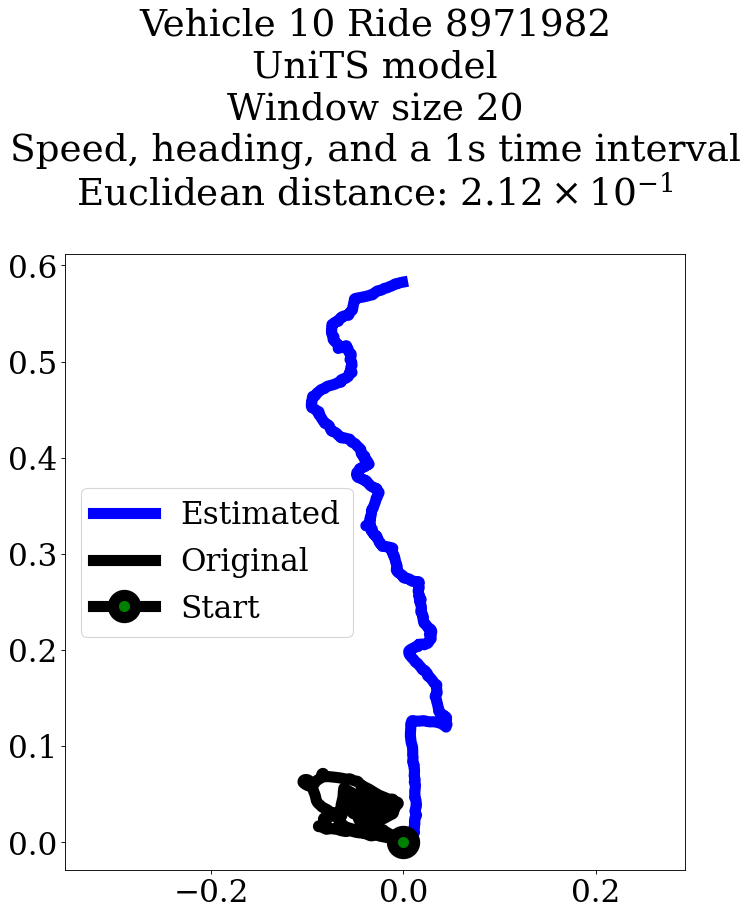 Vehicle 10 Ride 8971982
UniTS model
Window size 20
Speed, heading, and a 1s time interval
Euclidean distance: 2.12 × 10⁻¹
0.6
0.5
0.4
0.3
0.2
0.1
0.0
Estimated
Original
Start
−0.2 0.0 0.2